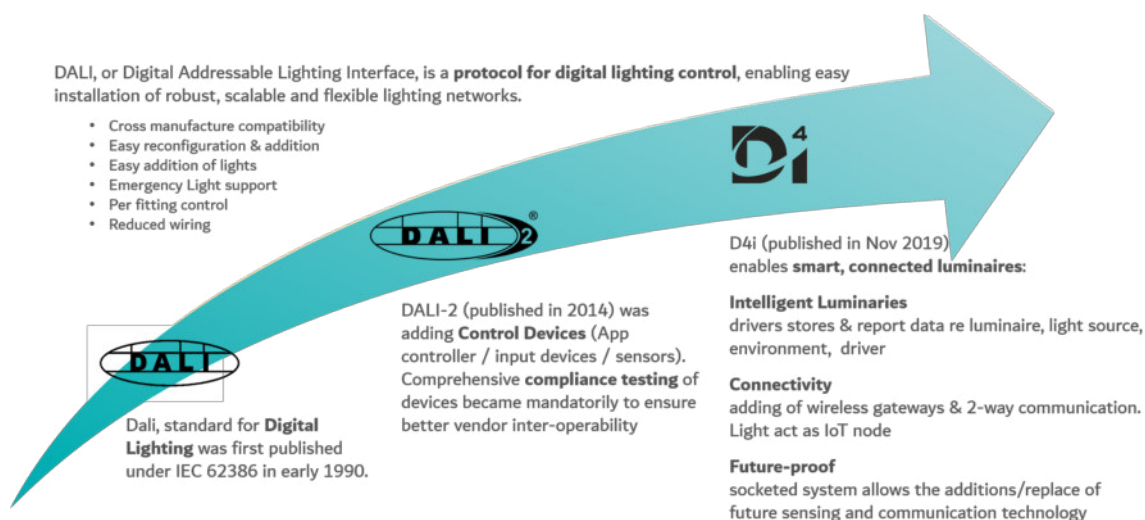 DALI, or Digital Addressable Lighting Interface, is a protocol for digital lighting control, enabling easy
installation of robust, scalable and flexible lighting networks.
• Cross manufacture compatibility
• Easy reconfiguration & addition
• Easy addition of lights
• Emergency Light support
• Per fitting control
• Reduced wiring
DALI
Dali, standard for Digital
Lighting was first published
under IEC 62386 in early 1990.
DALI 2®
DALI-2 (published in 2014) was
adding Control Devices (App
controller / input devices / sensors).
Comprehensive compliance testing of
devices became mandatorily to ensure
better vendor inter-operability
D4i
D4i (published in Nov 2019)
enables smart, connected luminaires:
Intelligent Luminaries
drivers stores & report data re luminaire, light source,
environment, driver
Connectivity
adding of wireless gateways & 2-way communication.
Light act as IoT node
Future-proof
socketed system allows the additions/replace of
future sensing and communication technology